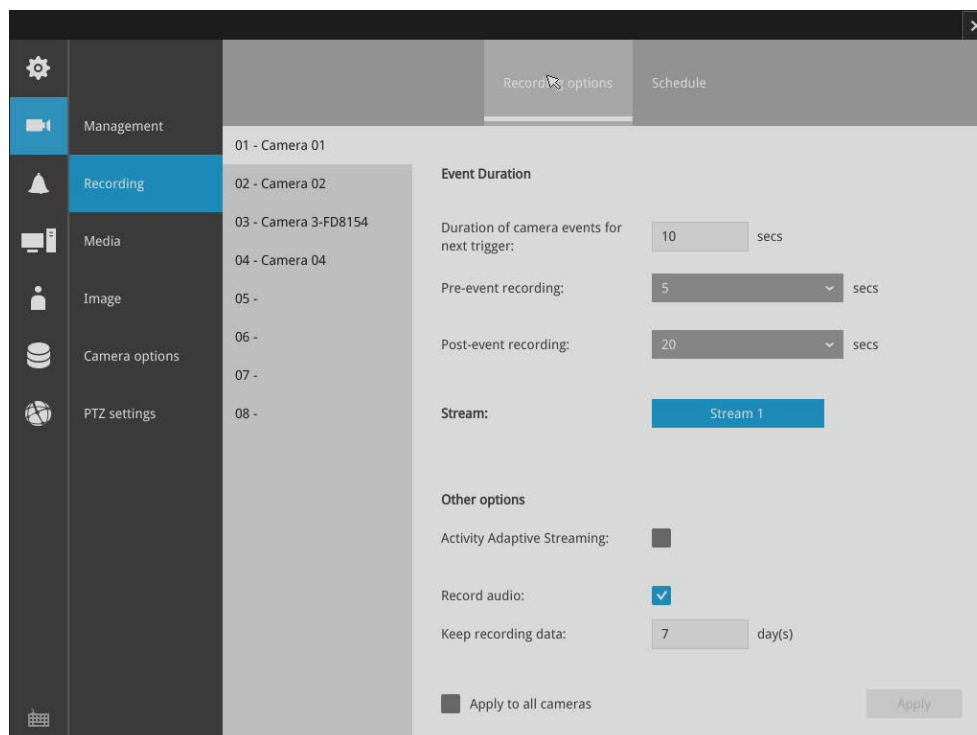 Recording options
Schedule
Management
Recording
Media
Image
Camera options
PTZ settings
01 - Camera 01
02 - Camera 02
03 - Camera 3-FD8154
04 - Camera 04
05 -
06 -
07 -
08 -
Event Duration
Duration of camera events for
next trigger:
10 secs
Pre-event recording: 5 secs
Post-event recording: 20 secs
Stream: Stream 1
Other options
Activity Adaptive Streaming:
Record audio:
Keep recording data: 7 day(s)
Apply to all cameras
Apply